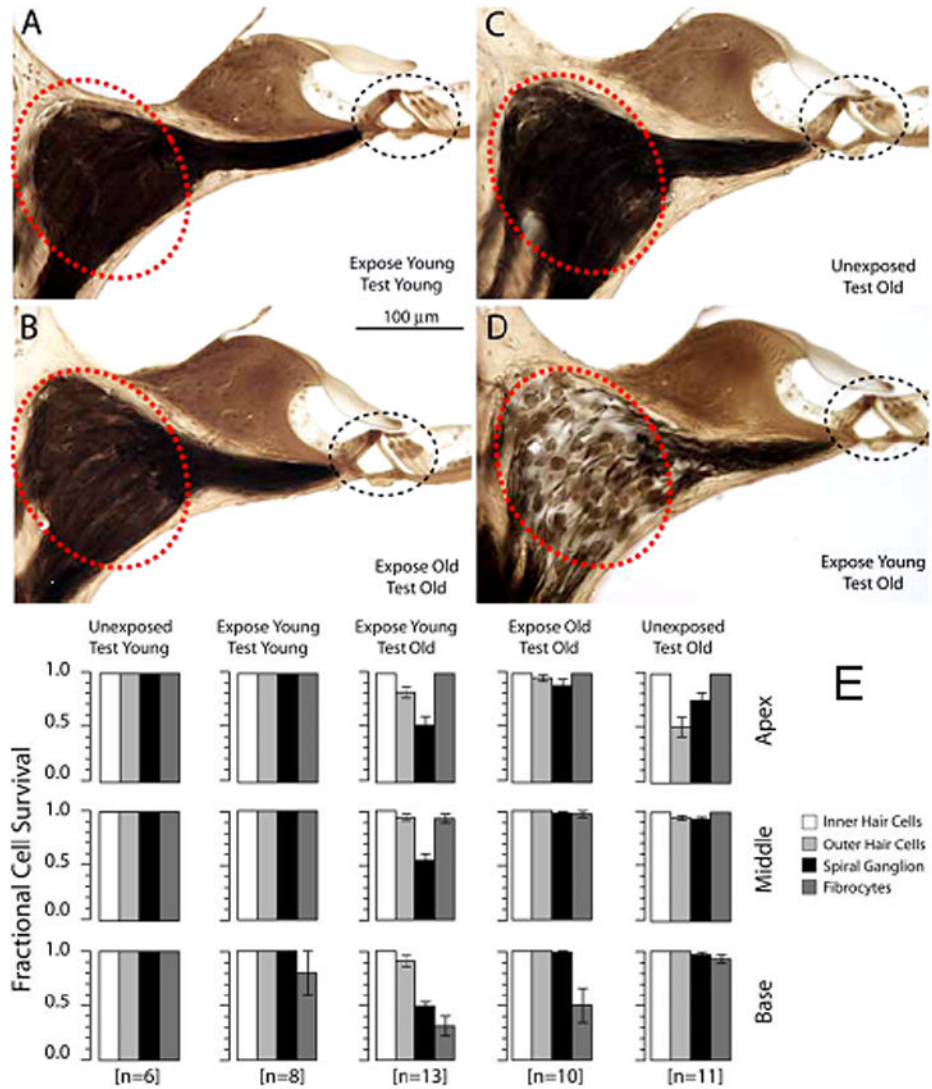 A
Expose Young
Test Young
C
Unexposed
Test Old
B
100 µm
Expose Old
Test Old
D
Expose Young
Test Old
Unexposed
Test Young
Expose Young
Test Young
Expose Young
Test Old
Expose Old
Test Old
Unexposed
Test Old
E
Fractional Cell Survival
1.0
0.5
0.0
Apex
1.0
0.5
0.0
Middle
1.0
0.5
0.0
Base
Inner Hair Cells
Outer Hair Cells
Spiral Ganglion
Fibrocytes
[n=6]
[n=8]
[n=13]
[n=10]
[n=11]